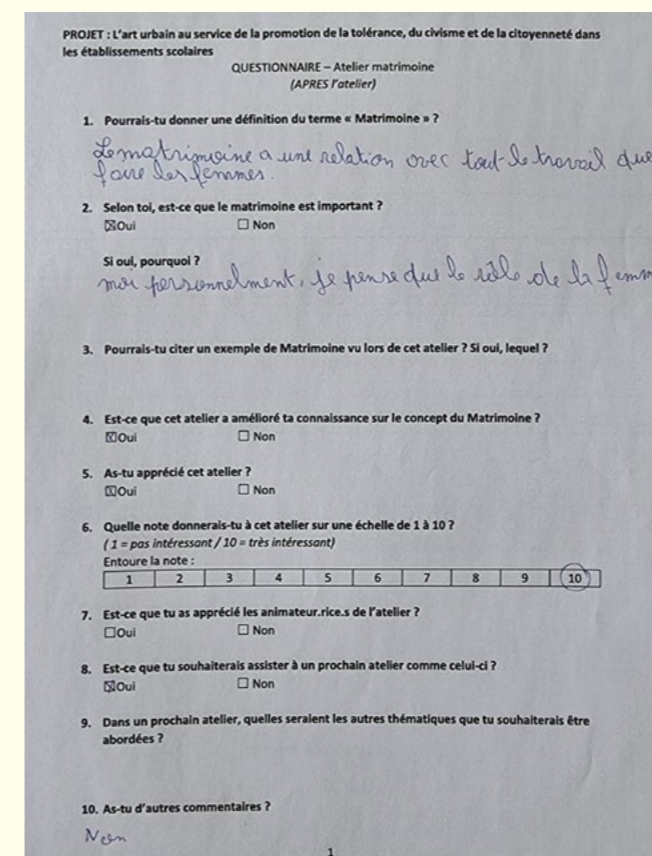 PROJET : L'art urbain au service de la promotion de la tolérance, du civisme et de la citoyenneté dans
les établissements scolaires
QUESTIONNAIRE – Atelier matrimoine
(APRES l'atelier)
1. Pourrais-tu donner une définition du terme « Matrimoine » ?
Le matrimoine a une relation avec tout le travail que
faire les femmes.
2. Selon toi, est-ce que le matrimoine est important ?
☒Oui ☐ Non
Si oui, pourquoi ?
moi personnelment, je pense que le rôle de la femm
3. Pourrais-tu citer un exemple de Matrimoine vu lors de cet atelier ? Si oui, lequel ?
4. Est-ce que cet atelier a amélioré ta connaissance sur le concept du Matrimoine ?
☒Oui ☐ Non
5. As-tu apprécié cet atelier ?
☒Oui ☐ Non
6. Quelle note donnerais-tu à cet atelier sur une échelle de 1 à 10 ?
( 1 = pas intéressant / 10 = très intéressant)
Entoure la note :
1 2 3 4 5 6 7 8 9 10
7. Est-ce que tu as apprécié les animateur.rice.s de l'atelier ?
☐Oui ☐ Non
8. Est-ce que tu souhaiterais assister à un prochain atelier comme celui-ci ?
☒Oui ☐ Non
9. Dans un prochain atelier, quelles seraient les autres thématiques que tu souhaiterais être
abordées ?
10. As-tu d'autres commentaires ?
Non
1